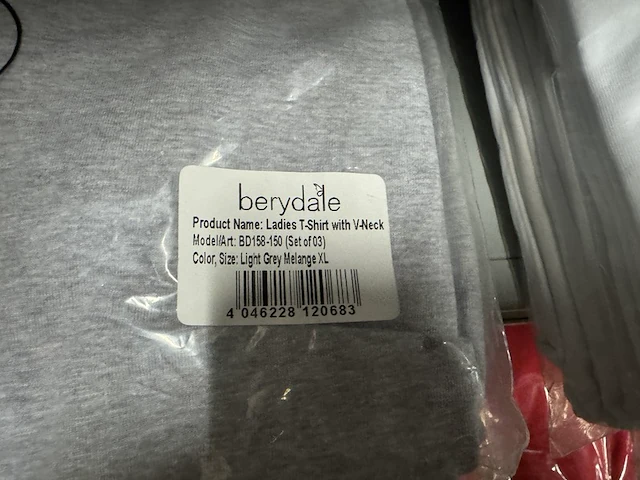 berydale
Product Name: Ladies T-Shirt with V-Neck
Model/Art: BD158-150 (Set of 03)
Color, Size: Light Grey Melange XL
4 046228 120683